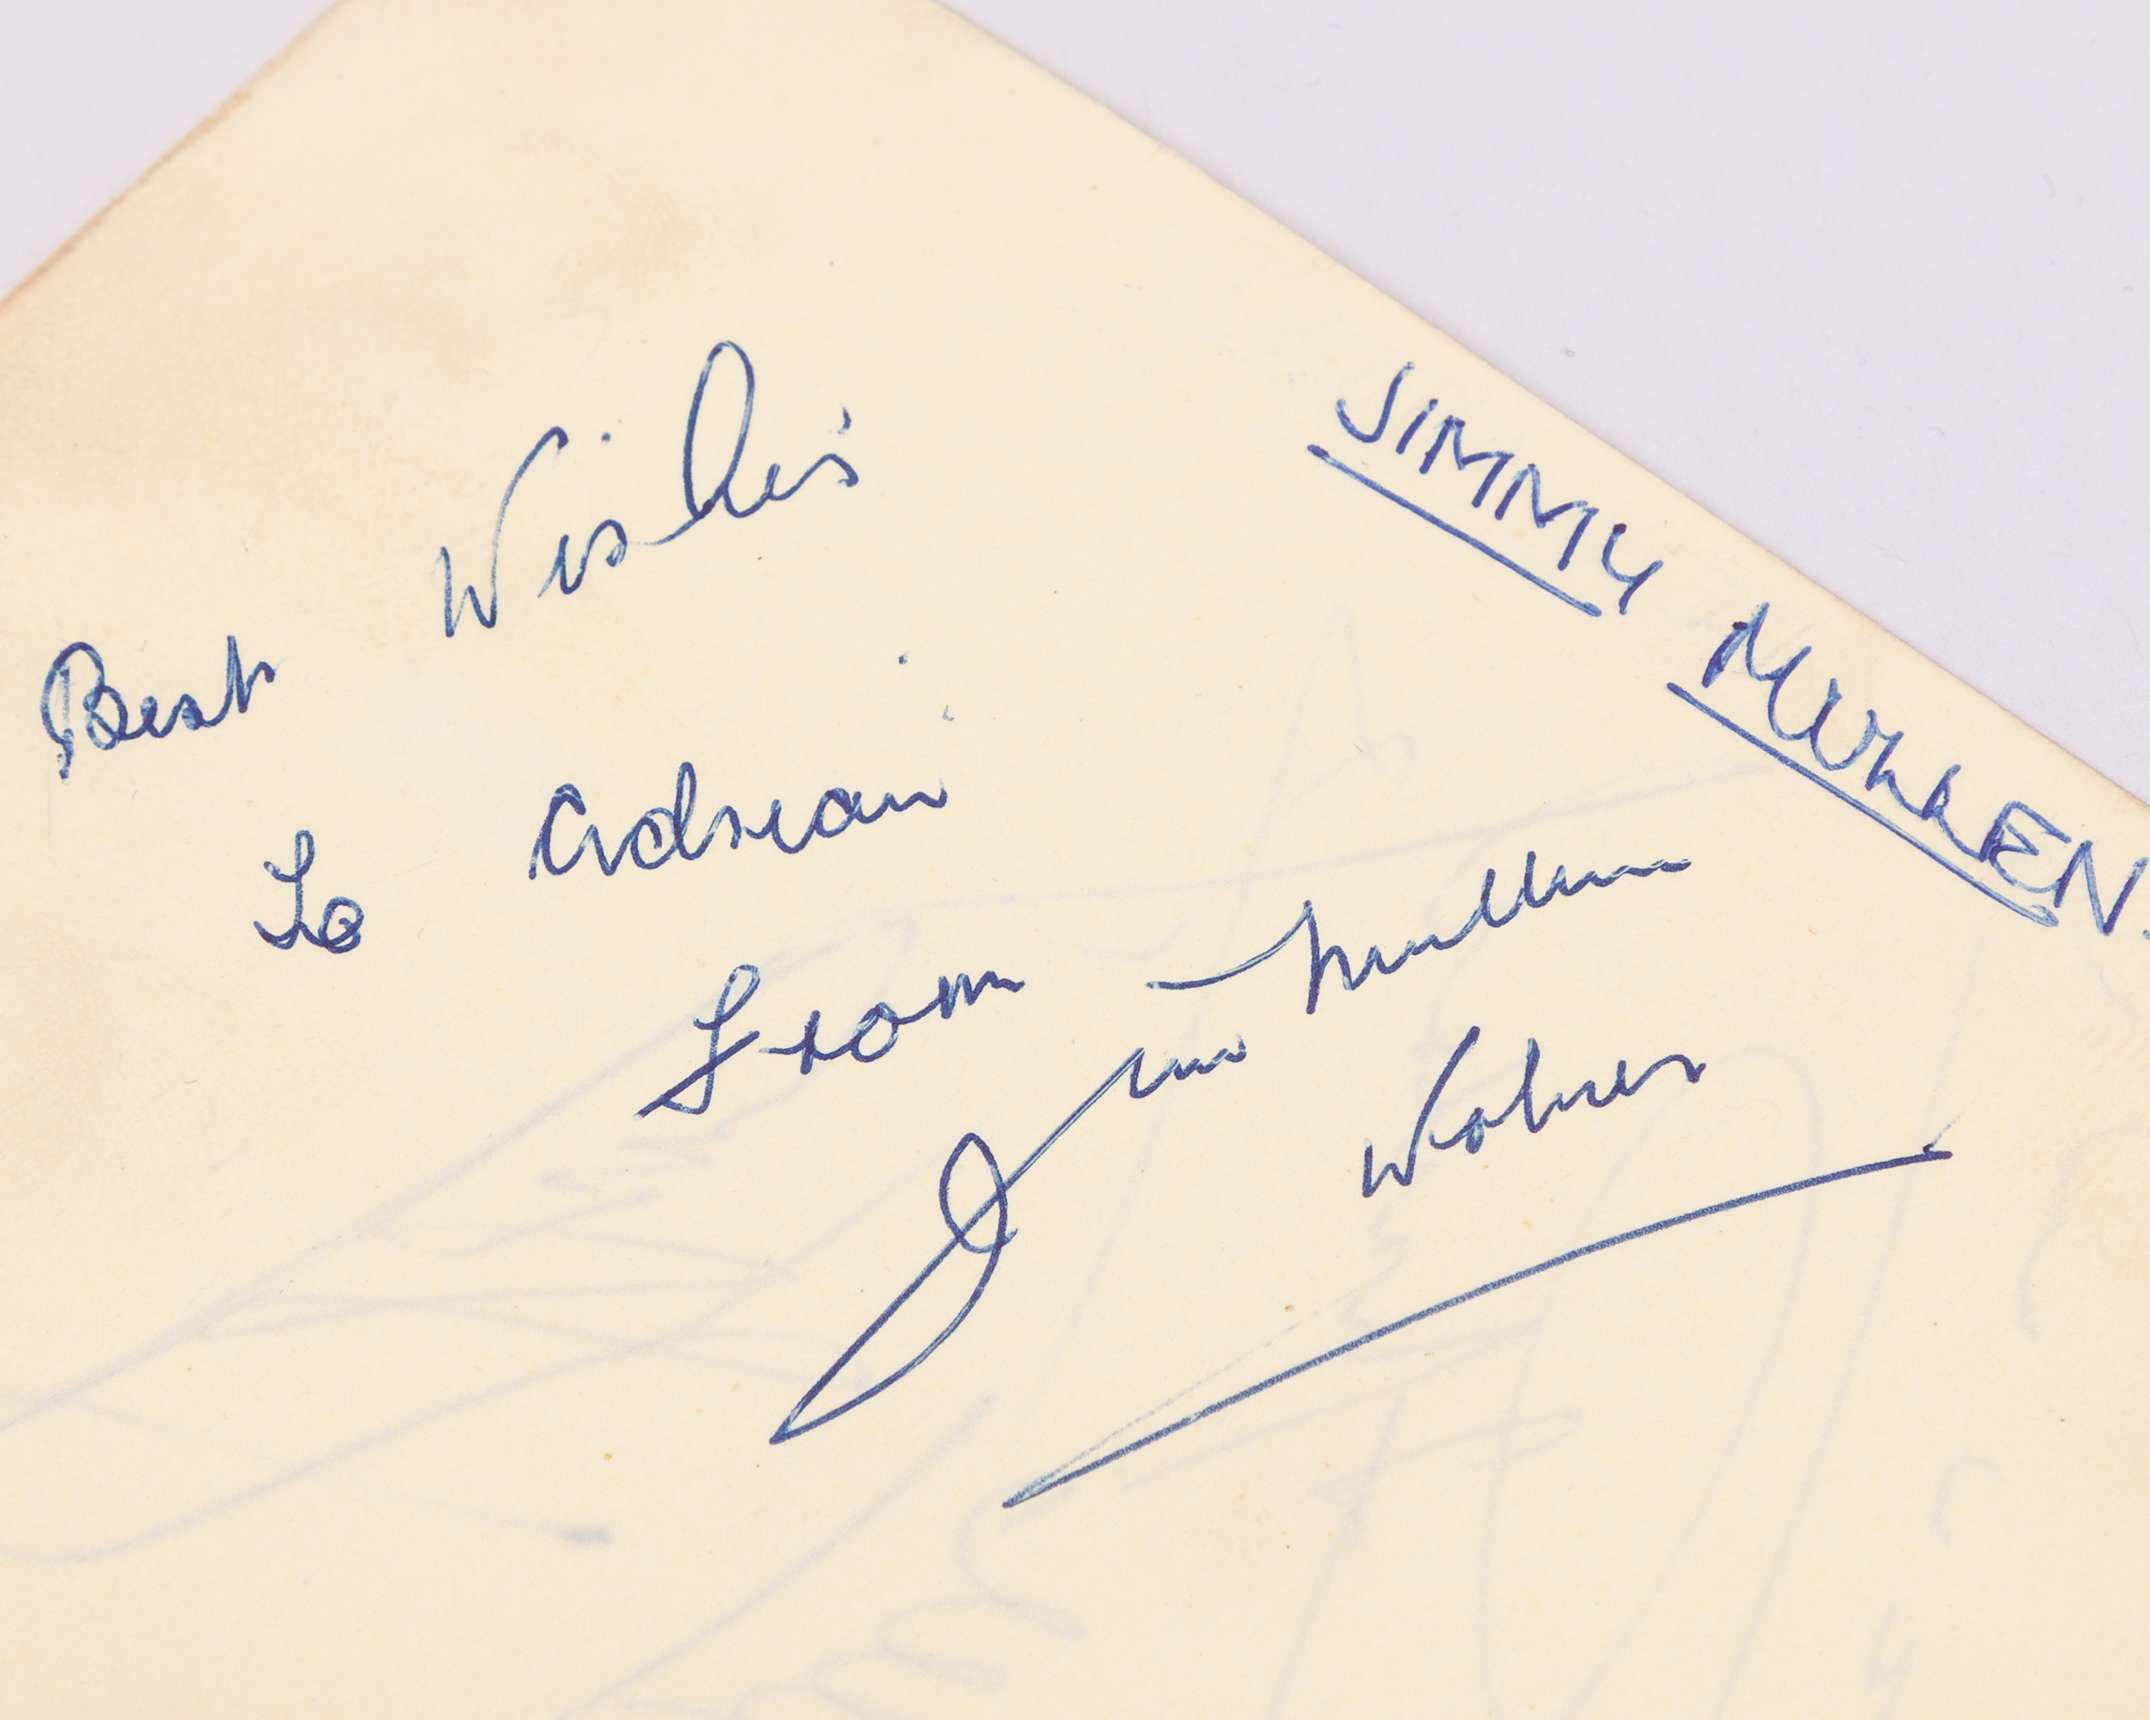 Best Wishes
To Adrian
From
Jim Mullen
Wolves
JIMMY MULLEN.